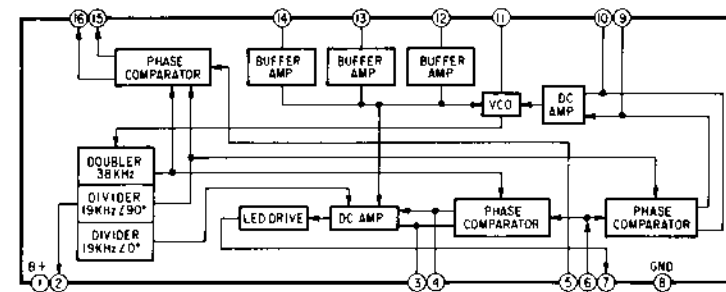 16 15 14 13 12 11 10 9
PHASE
COMPARATOR
BUFFER
AMP
BUFFER
AMP
BUFFER
AMP
VCO
DC
AMP
DOUBLER
38KHz
DIVIDER
19KHz∠90°
DIVIDER
19KHz∠0°
LED DRIVE
DC AMP
PHASE
COMPARATOR
PHASE
COMPARATOR
B+
GND
1 2 3 4 5 6 7 8